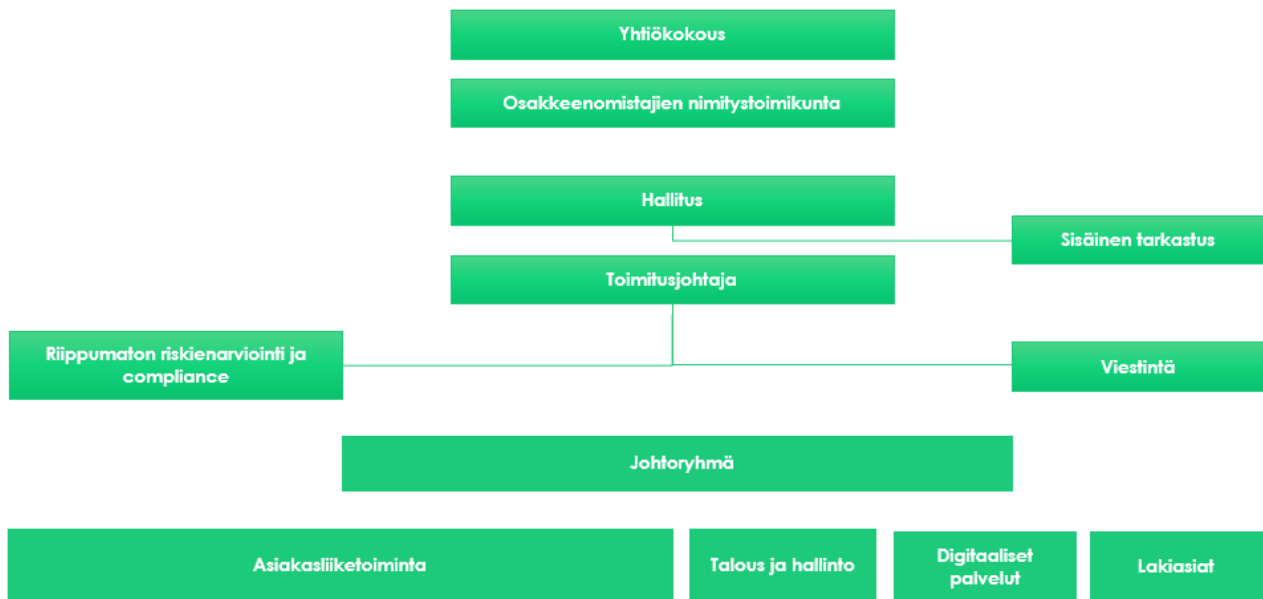 Yhtiökokous
Osakkeenomistajien nimitystoimikunta
Hallitus
Sisäinen tarkastus
Toimitusjohtaja
Riippumaton riskienarviointi ja
compliance
Viestintä
Johtoryhmä
Asiakasliiketoiminta
Talous ja hallinto
Digitaaliset
palvelut
Lakiasiat